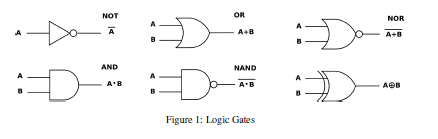 NOT
A
A̅
OR
A
B
A+B
NOR
A
B
A̅+̅B̅
AND
A
B
A•B
NAND
A
B
A̅•̅B̅
A
B
A⊕B
Figure 1: Logic Gates